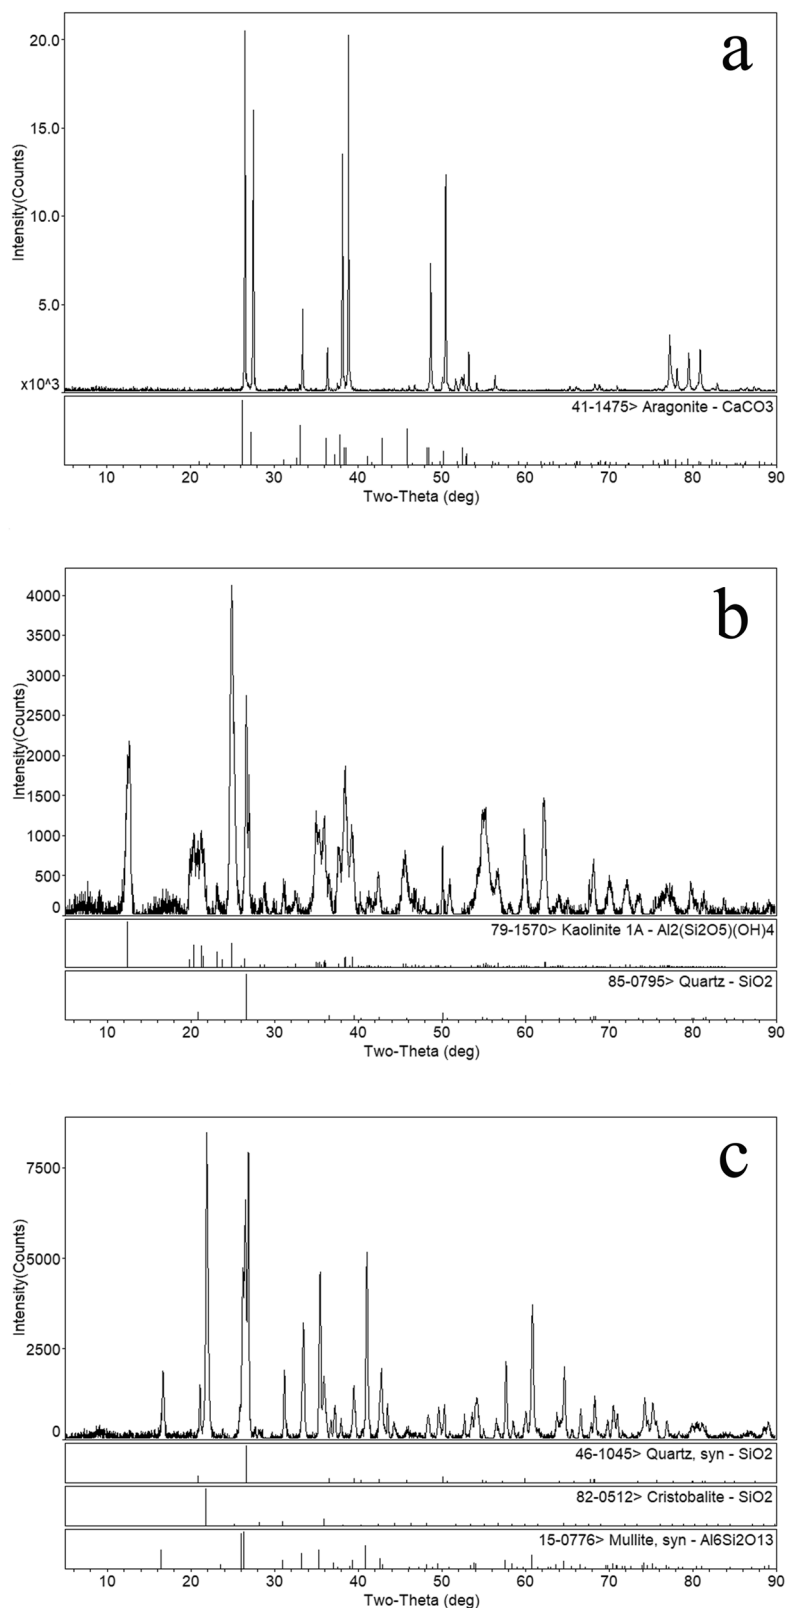 a
20.0
15.0
10.0
5.0
x10^3
Intensity(Counts)
41-1475> Aragonite - CaCO3
10 20 30 40 50 60 70 80 90
Two-Theta (deg)
b
4000
3500
3000
2500
2000
1500
1000
500
0
Intensity(Counts)
79-1570> Kaolinite 1A - Al2(Si2O5)(OH)4
85-0795> Quartz - SiO2
10 20 30 40 50 60 70 80 90
Two-Theta (deg)
c
7500
5000
2500
0
Intensity(Counts)
46-1045> Quartz, syn - SiO2
82-0512> Cristobalite - SiO2
15-0776> Mullite, syn - Al6Si2O13
10 20 30 40 50 60 70 80 90
Two-Theta (deg)